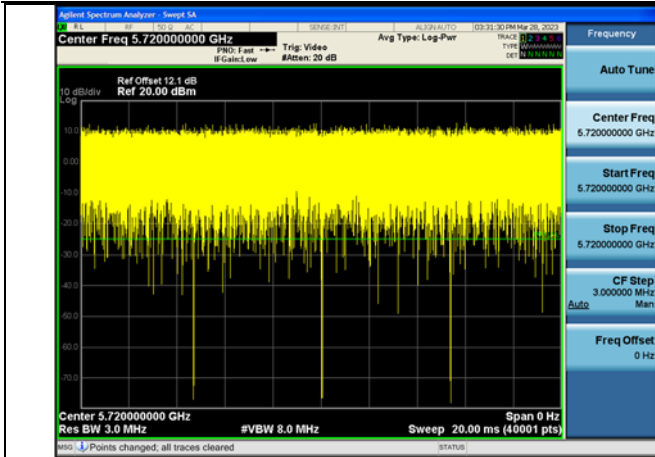 Agilent Spectrum Analyzer - Swept SA
RL RF 50 Ω AC SENSE:INT ALIGN AUTO 03:31:30 PM Mar 28, 2023
Center Freq 5.720000000 GHz
PNO: Fast
IFGain:Low
Trig: Video
#Atten: 20 dB
Avg Type: Log-Pwr
TRACE 1 2 3 4 5 6
TYPE
DET N N N N N N
Ref Offset 12.1 dB
10 dB/div Ref 20.00 dBm
Log
10.0
0.00
-10.0
-20.0
-30.0
-40.0
-50.0
-60.0
-70.0
Center 5.720000000 GHz Span 0 Hz
Res BW 3.0 MHz #VBW 8.0 MHz Sweep 20.00 ms (40001 pts)
MSG Points changed; all traces cleared STATUS
Frequency
Auto Tune
Center Freq
5.720000000 GHz
Start Freq
5.720000000 GHz
Stop Freq
5.720000000 GHz
CF Step
3.000000 MHz
Auto Man
Freq Offset
0 Hz